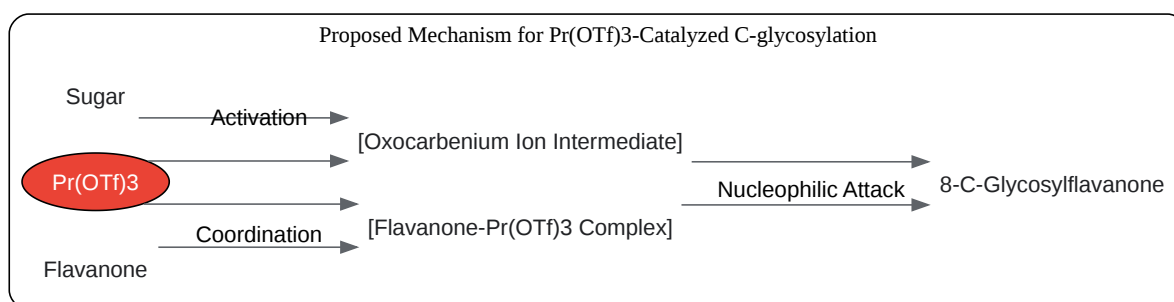 Proposed Mechanism for Pr(OTf)3-Catalyzed C-glycosylation
Sugar
Activation
[Oxocarbenium Ion Intermediate]
Pr(OTf)3
Nucleophilic Attack
8-C-Glycosylflavanone
Coordination
[Flavanone-Pr(OTf)3 Complex]
Flavanone